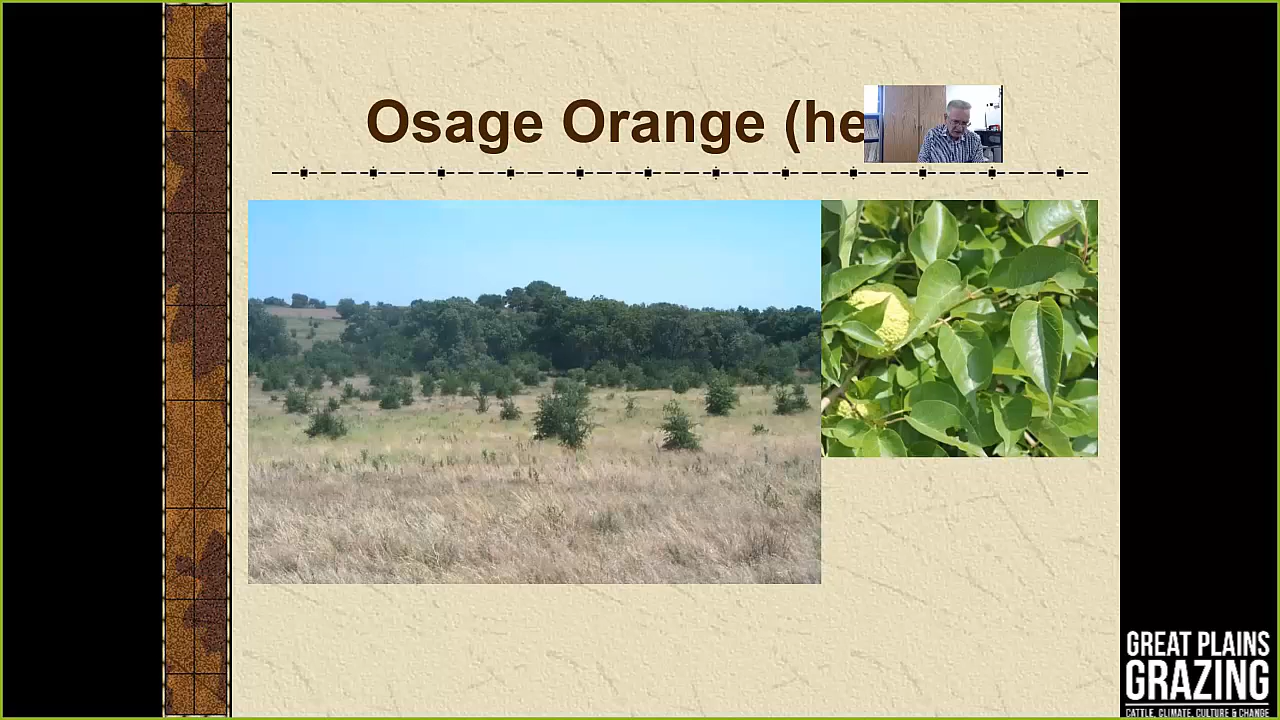 Osage Orange (he
GREAT PLAINS
GRAZING
CATTLE, CLIMATE, CULTURE & CHANGE